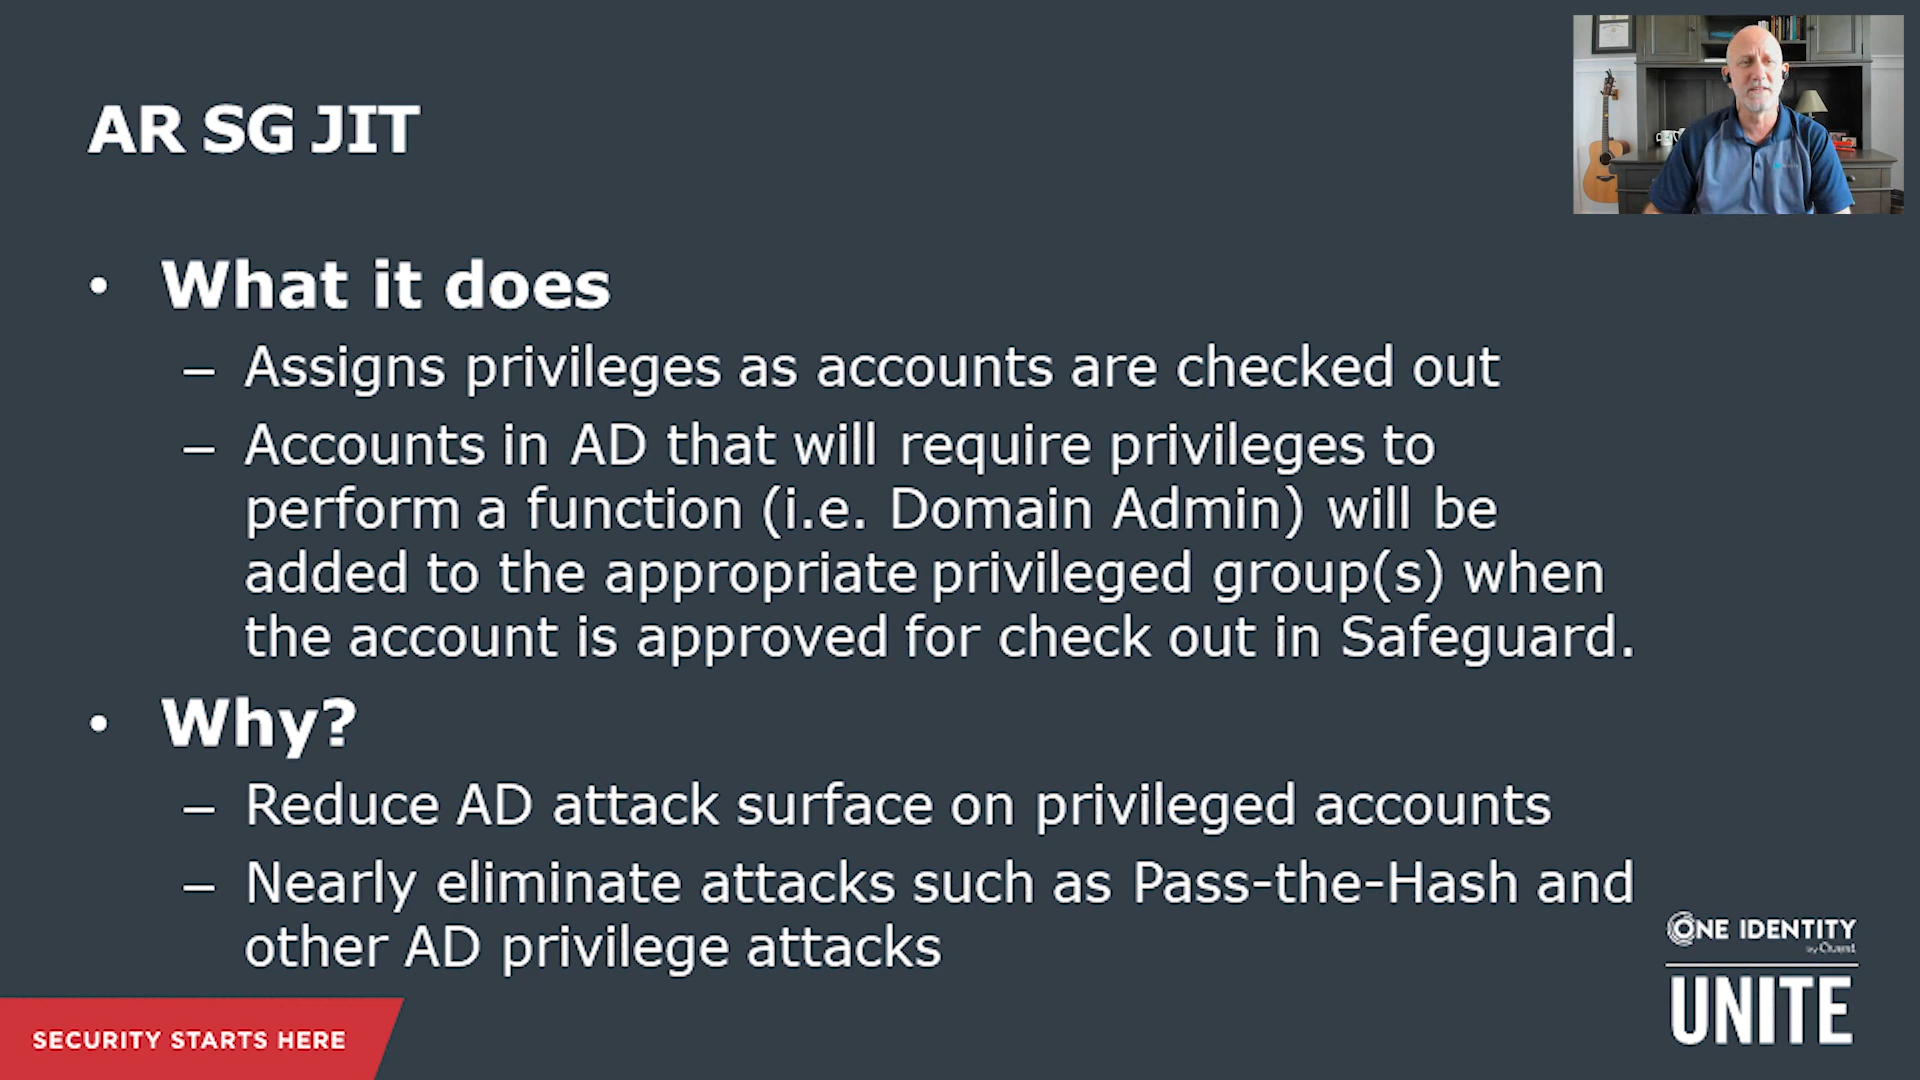 AR SG JIT
• What it does
– Assigns privileges as accounts are checked out
– Accounts in AD that will require privileges to
perform a function (i.e. Domain Admin) will be
added to the appropriate privileged group(s) when
the account is approved for check out in Safeguard.
• Why?
– Reduce AD attack surface on privileged accounts
– Nearly eliminate attacks such as Pass-the-Hash and
other AD privilege attacks
ONE IDENTITY
by Quest
UNITE
SECURITY STARTS HERE